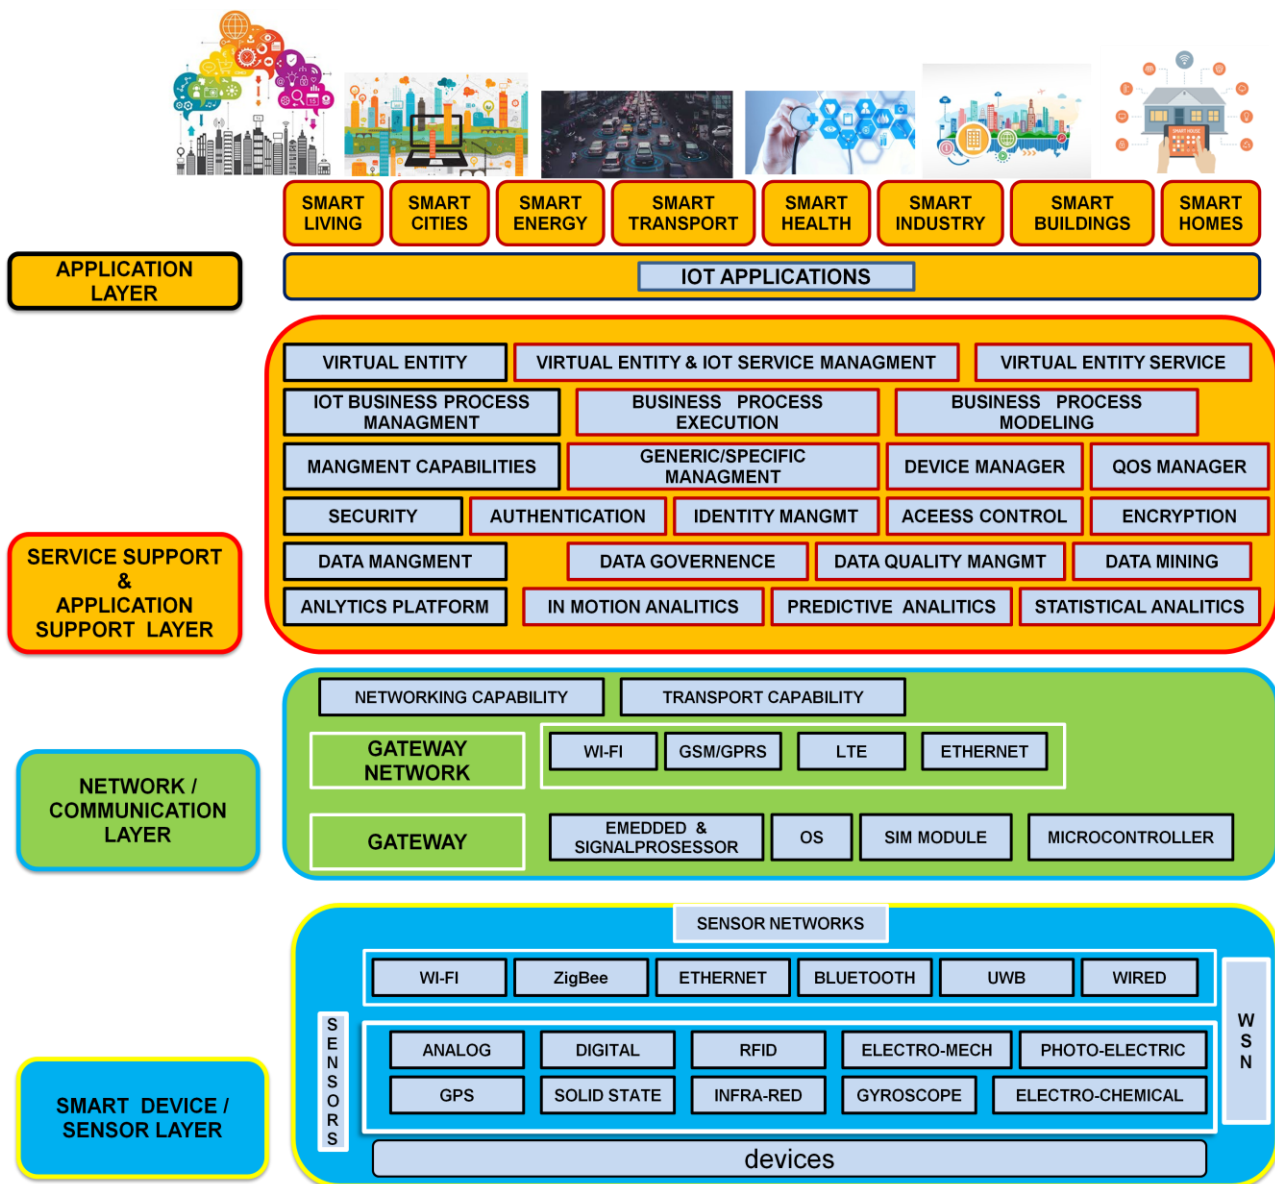 SMART HOUSE
SMART
LIVING
SMART
CITIES
SMART
ENERGY
SMART
TRANSPORT
SMART
HEALTH
SMART
INDUSTRY
SMART
BUILDINGS
SMART
HOMES
APPLICATION
LAYER
IOT APPLICATIONS
SERVICE SUPPORT
&
APPLICATION
SUPPORT LAYER
VIRTUAL ENTITY
VIRTUAL ENTITY & IOT SERVICE MANAGMENT
VIRTUAL ENTITY SERVICE
IOT BUSINESS PROCESS
MANAGMENT
BUSINESS PROCESS
EXECUTION
BUSINESS PROCESS
MODELING
MANGMENT CAPABILITIES
GENERIC/SPECIFIC
MANAGMENT
DEVICE MANAGER
QOS MANAGER
SECURITY
AUTHENTICATION
IDENTITY MANGMT
ACEESS CONTROL
ENCRYPTION
DATA MANGMENT
DATA GOVERNENCE
DATA QUALITY MANGMT
DATA MINING
ANLYTICS PLATFORM
IN MOTION ANALITICS
PREDICTIVE ANALITICS
STATISTICAL ANALITICS
NETWORK /
COMMUNICATION
LAYER
NETWORKING CAPABILITY
TRANSPORT CAPABILITY
GATEWAY
NETWORK
WI-FI
GSM/GPRS
LTE
ETHERNET
GATEWAY
EMEDDED &
SIGNALPROSESSOR
OS
SIM MODULE
MICROCONTROLLER
SMART DEVICE /
SENSOR LAYER
SENSOR NETWORKS
WI-FI
ZigBee
ETHERNET
BLUETOOTH
UWB
WIRED
SENSORS
ANALOG
DIGITAL
RFID
ELECTRO-MECH
PHOTO-ELECTRIC
GPS
SOLID STATE
INFRA-RED
GYROSCOPE
ELECTRO-CHEMICAL
WSN
devices